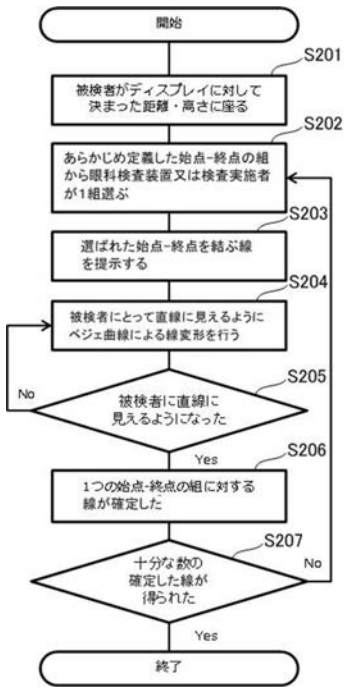 開始
S201
被検者がディスプレイに対して
決まった距離・高さに座る
S202
あらかじめ定義した始点-終点の組
から眼科検査装置又は検査実施者
が1組選ぶ
S203
選ばれた始点-終点を結ぶ線
を提示する
S204
被検者にとって直線に見えるように
ベジェ曲線による線変形を行う
S205
No
被検者に直線に
見えるようになった
Yes
S206
1つの始点-終点の組に対する
線が確定した
S207
十分な数の
確定した線が
得られた
No
Yes
終了